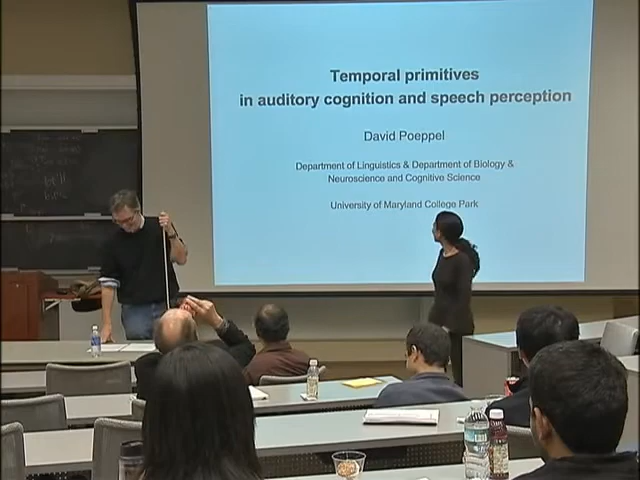 Temporal primitives
in auditory cognition and speech perception
David Poeppel
Department of Linguistics & Department of Biology &
Neuroscience and Cognitive Science
University of Maryland College Park